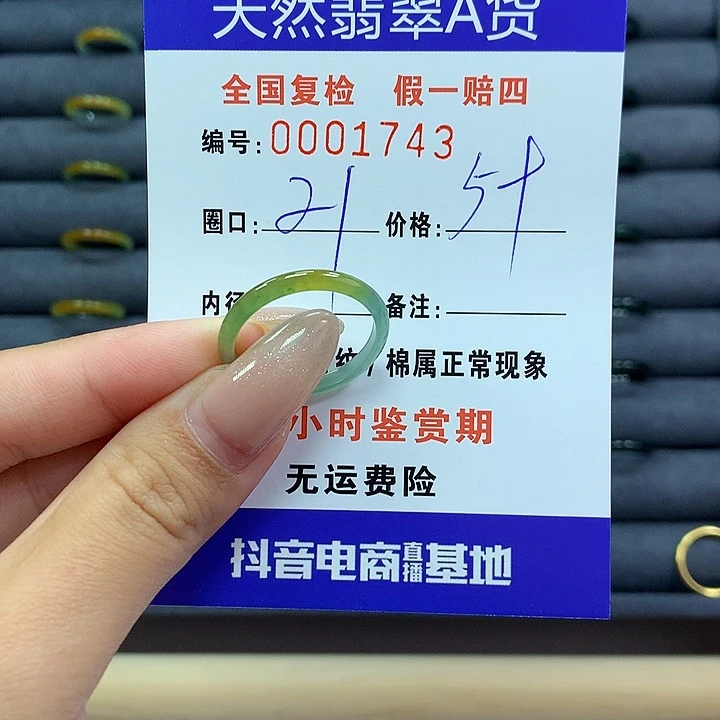 天然翡翠A货
全国复检 假一赔四
编号: 0001743
圈口: 21 价格: 5十
内径 备注:
纹/棉属正常现象
小时鉴赏期
无运费险
抖音电商直播基地